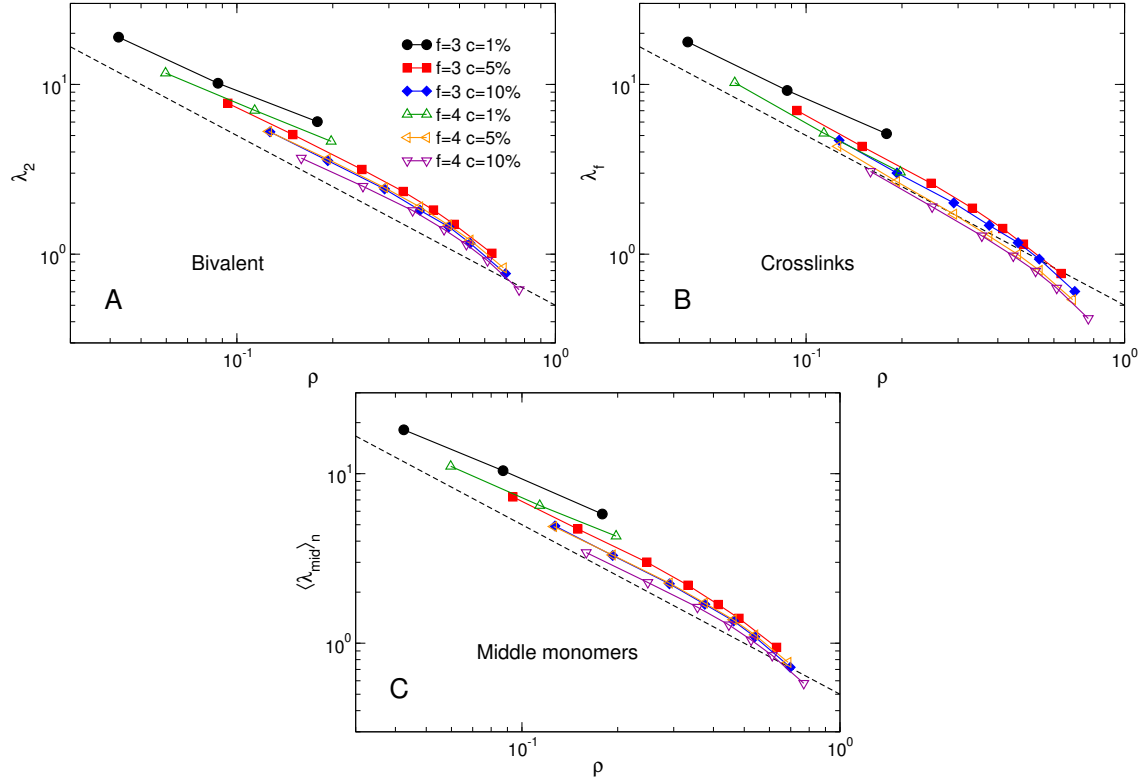 10¹
10⁰
λ₂
f=3 c=1%
f=3 c=5%
f=3 c=10%
f=4 c=1%
f=4 c=5%
f=4 c=10%
Bivalent
A
10⁻¹
10⁰
ρ
10¹
10⁰
λf
Crosslinks
B
10⁻¹
10⁰
ρ
10¹
10⁰
⟨λmid⟩n
Middle monomers
C
10⁻¹
10⁰
ρ